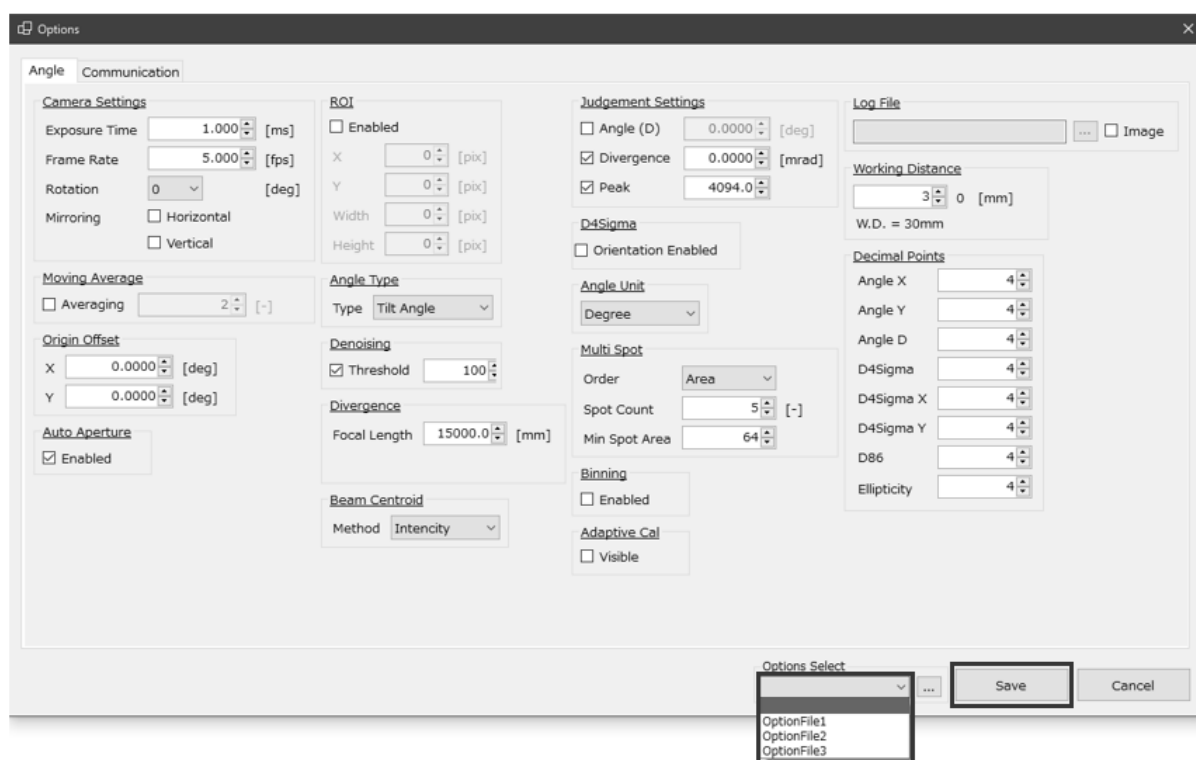 Options
Angle Communication
Camera Settings
Exposure Time 1.000 [ms]
Frame Rate 5.000 [fps]
Rotation 0 [deg]
Mirroring Horizontal
Vertical
Moving Average
Averaging 2 [-]
Origin Offset
X 0.0000 [deg]
Y 0.0000 [deg]
Auto Aperture
Enabled
ROI
Enabled
X 0 [pix]
Y 0 [pix]
Width 0 [pix]
Height 0 [pix]
Angle Type
Type Tilt Angle
Denoising
Threshold 100
Divergence
Focal Length 15000.0 [mm]
Beam Centroid
Method Intencity
Judgement Settings
Angle (D) 0.0000 [deg]
Divergence 0.0000 [mrad]
Peak 4094.0
D4Sigma
Orientation Enabled
Angle Unit
Degree
Multi Spot
Order Area
Spot Count 5 [-]
Min Spot Area 64
Binning
Enabled
Adaptive Cal
Visible
Log File
... Image
Working Distance
3 0 [mm]
W.D. = 30mm
Decimal Points
Angle X 4
Angle Y 4
Angle D 4
D4Sigma 4
D4Sigma X 4
D4Sigma Y 4
D86 4
Ellipticity 4
Options Select
... Save Cancel
OptionFile1
OptionFile2
OptionFile3